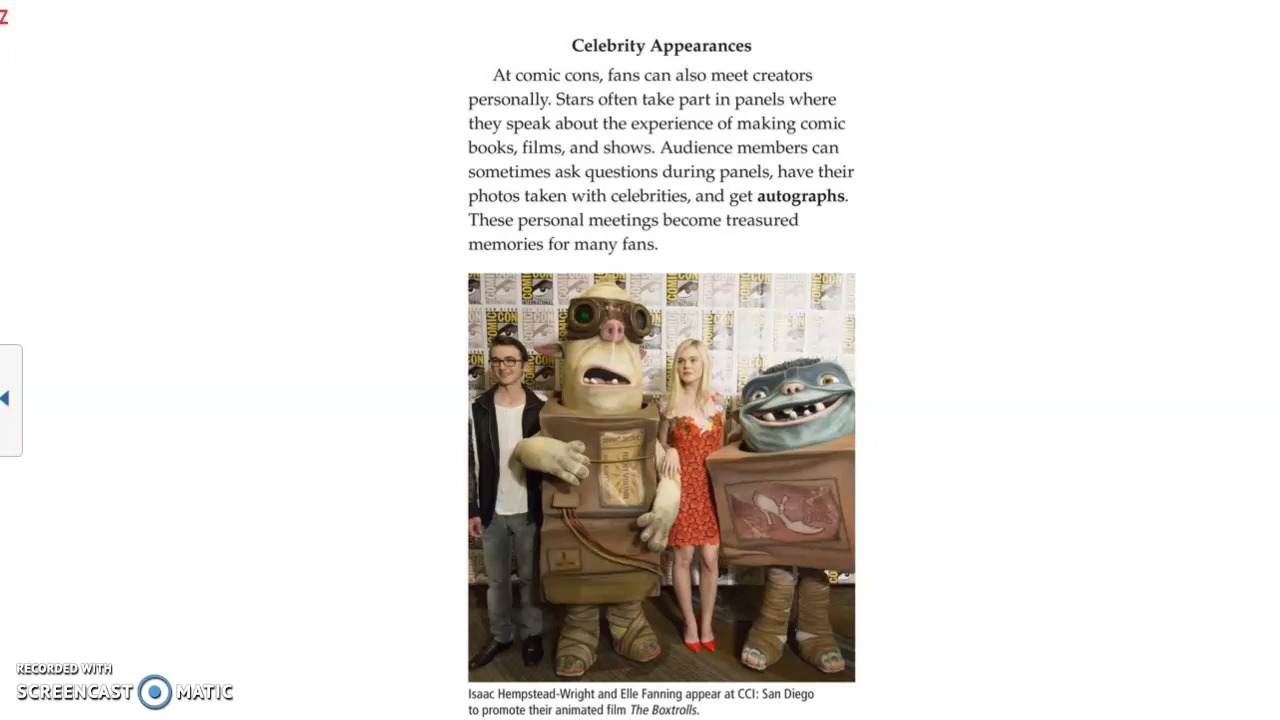 Z
Celebrity Appearances
At comic cons, fans can also meet creators
personally. Stars often take part in panels where
they speak about the experience of making comic
books, films, and shows. Audience members can
sometimes ask questions during panels, have their
photos taken with celebrities, and get autographs.
These personal meetings become treasured
memories for many fans.
COMIC CON
INTERNATIONAL
Isaac Hempstead-Wright and Elle Fanning appear at CCI: San Diego
to promote their animated film The Boxtrolls.
RECORDED WITH
SCREENCAST MATIC